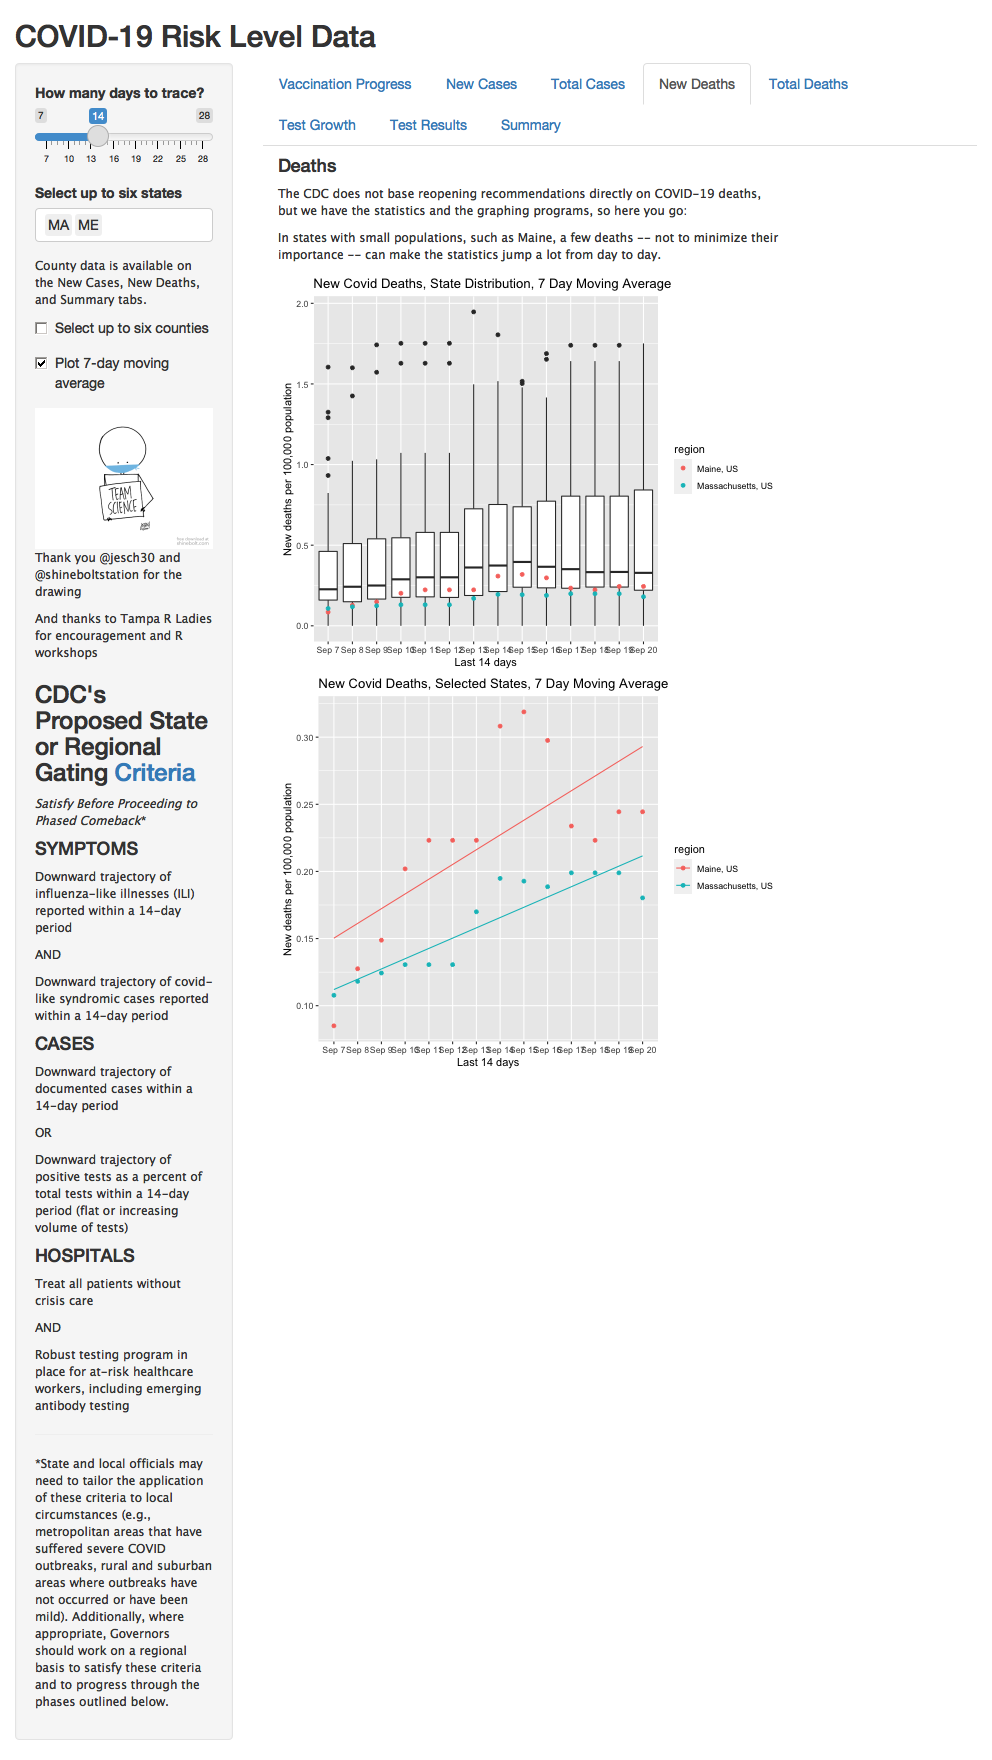 COVID-19 Risk Level Data
How many days to trace?
7 14 28
7 10 13 16 19 22 25 28
Select up to six states
MA ME
County data is available on
the New Cases, New Deaths,
and Summary tabs.
Select up to six counties
Plot 7-day moving
average
TEAM
SCIENCE
Thank you @jesch30 and
@shineboltstation for the
drawing
And thanks to Tampa R Ladies
for encouragement and R
workshops
CDC's
Proposed State
or Regional
Gating Criteria
Satisfy Before Proceeding to
Phased Comeback*
SYMPTOMS
Downward trajectory of
influenza-like illnesses (ILI)
reported within a 14-day
period
AND
Downward trajectory of covid-
like syndromic cases reported
within a 14-day period
CASES
Downward trajectory of
documented cases within a
14-day period
OR
Downward trajectory of
positive tests as a percent of
total tests within a 14-day
period (flat or increasing
volume of tests)
HOSPITALS
Treat all patients without
crisis care
AND
Robust testing program in
place for at-risk healthcare
workers, including emerging
antibody testing
*State and local officials may
need to tailor the application
of these criteria to local
circumstances (e.g.,
metropolitan areas that have
suffered severe COVID
outbreaks, rural and suburban
areas where outbreaks have
not occurred or have been
mild). Additionally, where
appropriate, Governors
should work on a regional
basis to satisfy these criteria
and to progress through the
phases outlined below.
Vaccination Progress New Cases Total Cases New Deaths Total Deaths
Test Growth Test Results Summary
Deaths
The CDC does not base reopening recommendations directly on COVID-19 deaths,
but we have the statistics and the graphing programs, so here you go:
In states with small populations, such as Maine, a few deaths -- not to minimize their
importance -- can make the statistics jump a lot from day to day.
New Covid Deaths, State Distribution, 7 Day Moving Average
New deaths per 100,000 population
2.0
1.5
1.0
0.5
0.0
Sep 7 Sep 8 Sep 9 Sep 10 Sep 11 Sep 12 Sep 13 Sep 14 Sep 15 Sep 16 Sep 17 Sep 18 Sep 19 Sep 20
Last 14 days
region
Maine, US
Massachusetts, US
New Covid Deaths, Selected States, 7 Day Moving Average
New deaths per 100,000 population
0.30
0.25
0.20
0.15
0.10
Sep 7 Sep 8 Sep 9 Sep 10 Sep 11 Sep 12 Sep 13 Sep 14 Sep 15 Sep 16 Sep 17 Sep 18 Sep 19 Sep 20
Last 14 days
region
Maine, US
Massachusetts, US